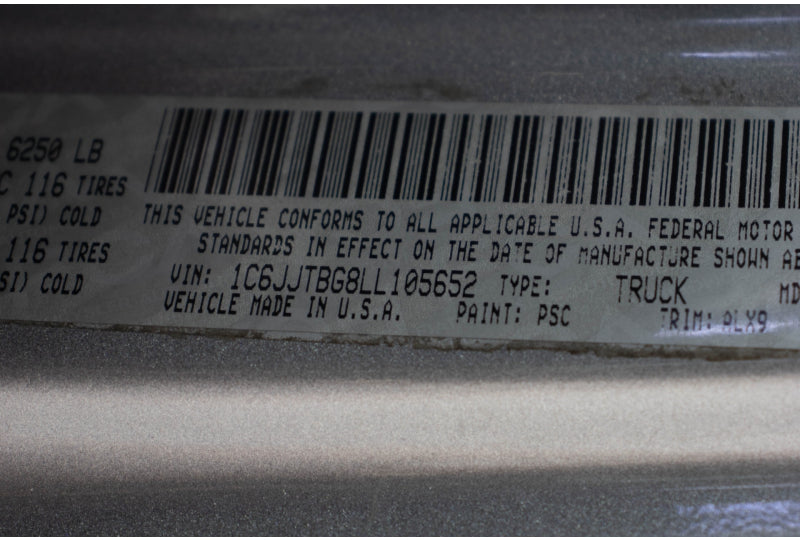 6250 LB
C 116 TIRES
PSI) COLD
116 TIRES
SI) COLD
THIS VEHICLE CONFORMS TO ALL APPLICABLE U.S.A. FEDERAL MOTOR
STANDARDS IN EFFECT ON THE DATE OF MANUFACTURE SHOWN AB
VIN: 1C6JJTBG8LL105652 TYPE: TRUCK MD
VEHICLE MADE IN U.S.A. PAINT: PSC TRIM: ALX9